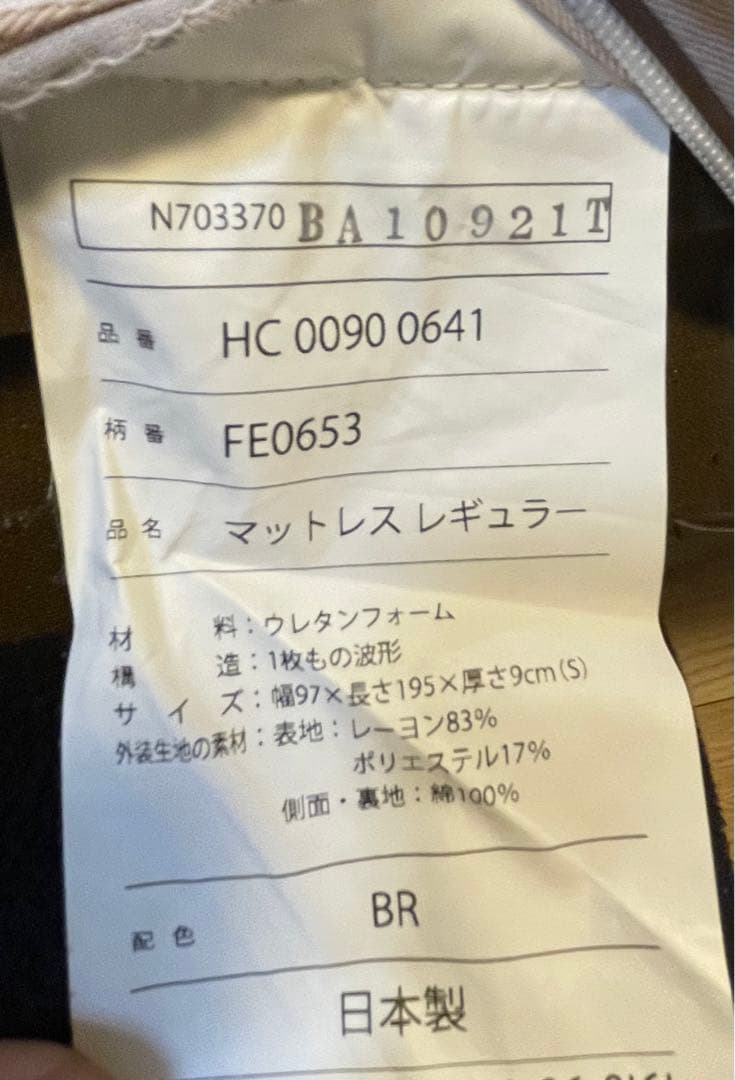 N703370 BA10921T
品番 HC 0090 0641
柄番 FE0653
品名 マットレス レギュラー
材料：ウレタンフォーム
構造：1枚もの波形
サイズ：幅97×長さ195×厚さ9cm(S)
外装生地の素材：表地：レーヨン83%
ポリエステル17%
側面・裏地：綿100%
配色 BR
日本製